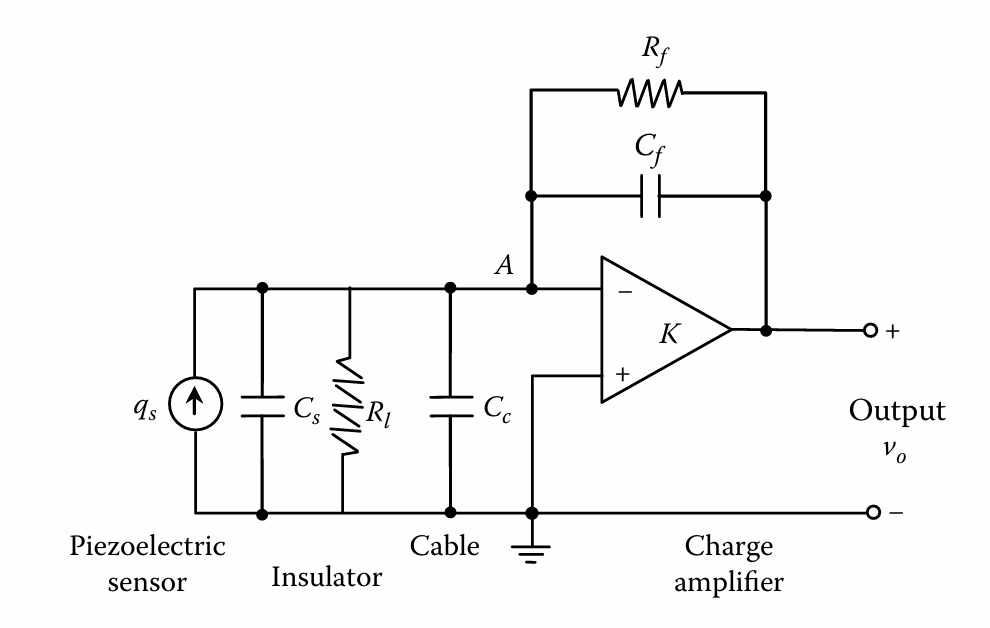 R_f
C_f
A
−
K
+
+
q_s
C_s
R_l
C_c
Output
v_o
−
Piezoelectric
sensor
Insulator
Cable
Charge
amplifier